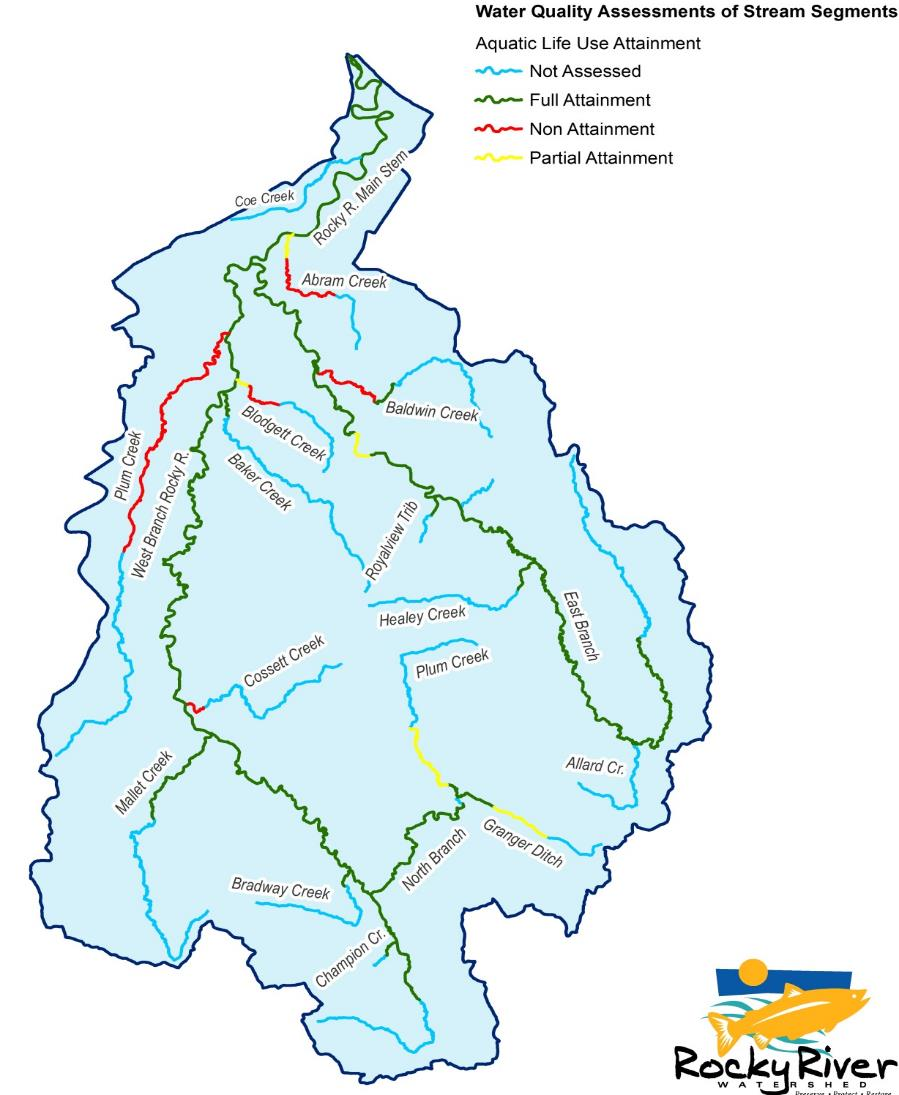 Water Quality Assessments of Stream Segments
Aquatic Life Use Attainment
Not Assessed
Full Attainment
Non Attainment
Partial Attainment
Coe Creek
Rocky R. Main Stem
Abram Creek
Baldwin Creek
Blodgett Creek
Plum Creek
West Branch Rocky R.
Baker Creek
Royalview Trib
Healey Creek
East Branch
Cossett Creek
Plum Creek
Mallet Creek
Allard Cr.
Granger Ditch
North Branch
Bradway Creek
Champion Cr.
Rocky River
WATERSHED
Preserve • Protect • Restore